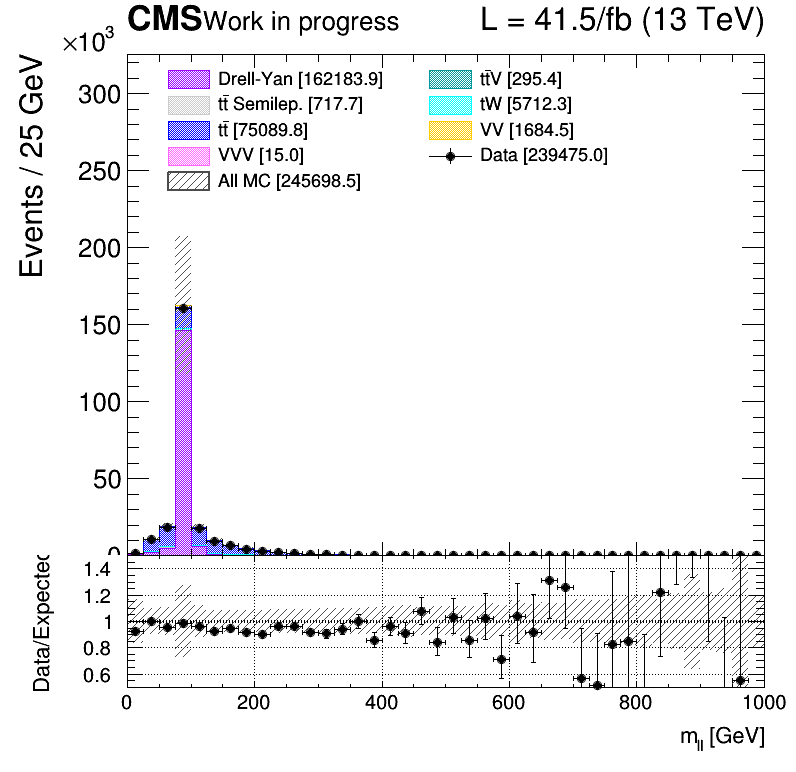 CMS Work in progress L = 41.5/fb (13 TeV)
×10³
Events / 25 GeV
Drell-Yan [162183.9]
tt̄ Semilep. [717.7]
tt̄ [75089.8]
VVV [15.0]
All MC [245698.5]
tt̄V [295.4]
tW [5712.3]
VV [1684.5]
Data [239475.0]
300
250
200
150
100
50
0
Data/Expected
1.4
1.2
1
0.8
0.6
0 200 400 600 800 1000
m_ll [GeV]